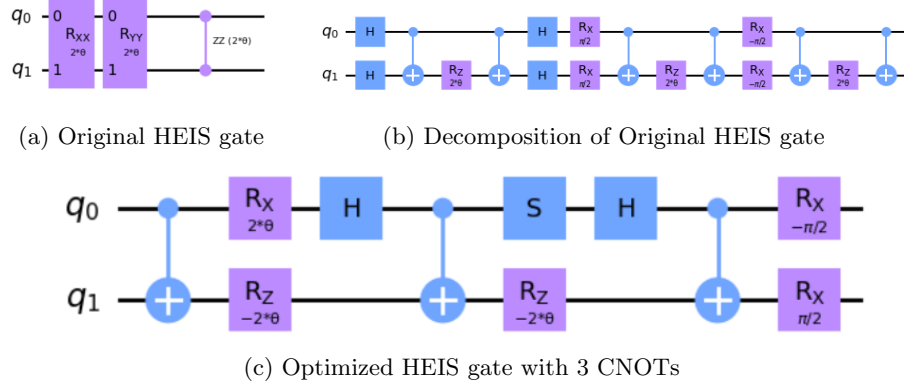 q0 0 RXX 2*θ 0 RYY 2*θ ZZ (2*θ)
q1 1 1
(a) Original HEIS gate
q0 H H RX π/2 RX −π/2
q1 H RZ 2*θ H RX π/2 RZ 2*θ RX −π/2 RZ 2*θ
(b) Decomposition of Original HEIS gate
q0 RX 2*θ H S H RX −π/2
q1 RZ −2*θ RZ −2*θ RX π/2
(c) Optimized HEIS gate with 3 CNOTs